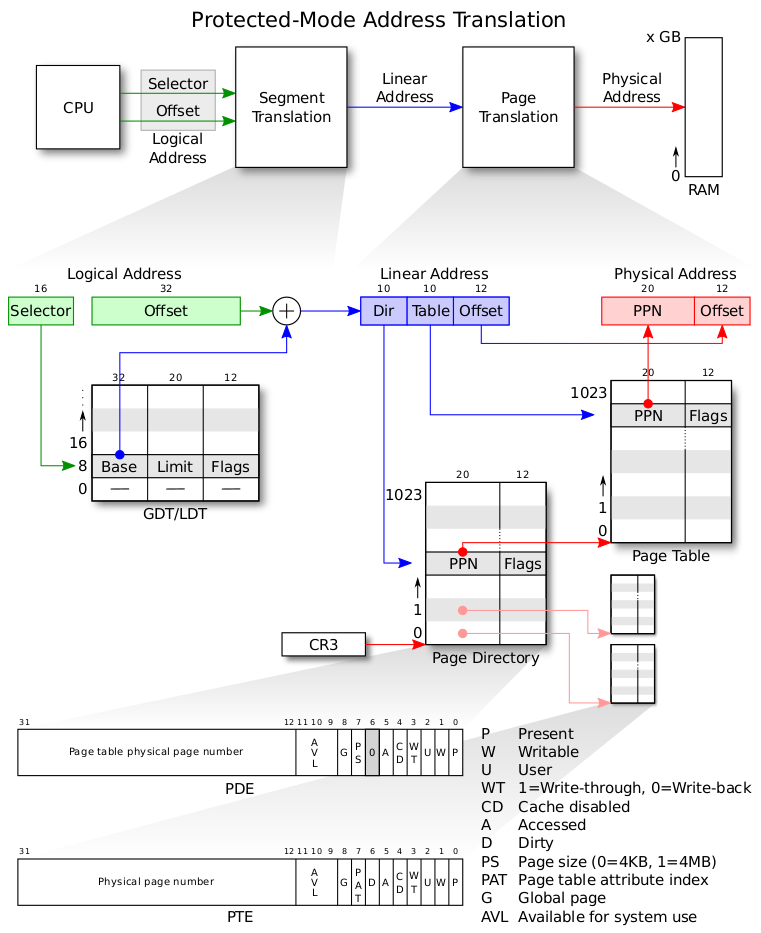 Protected-Mode Address Translation
x GB
CPU
Selector
Offset
Logical
Address
Segment
Translation
Linear
Address
Page
Translation
Physical
Address
0
RAM
Logical Address
Linear Address
Physical Address
16
32
10
10
12
20
12
Selector
Offset
+
Dir
Table
Offset
PPN
Offset
32
20
12
16
8
Base
Limit
Flags
0
GDT/LDT
20
12
1023
PPN
Flags
1
0
Page Table
20
12
1023
PPN
Flags
1
0
Page Directory
CR3
31
12 11 10 9 8 7 6 5 4 3 2 1 0
Page table physical page number
AVL
G
PS
0
A
CD
WT
U
W
P
PDE
31
12 11 10 9 8 7 6 5 4 3 2 1 0
Physical page number
AVL
G
PAT
D
A
CD
WT
U
W
P
PTE
P Present
W Writable
U User
WT 1=Write-through, 0=Write-back
CD Cache disabled
A Accessed
D Dirty
PS Page size (0=4KB, 1=4MB)
PAT Page table attribute index
G Global page
AVL Available for system use